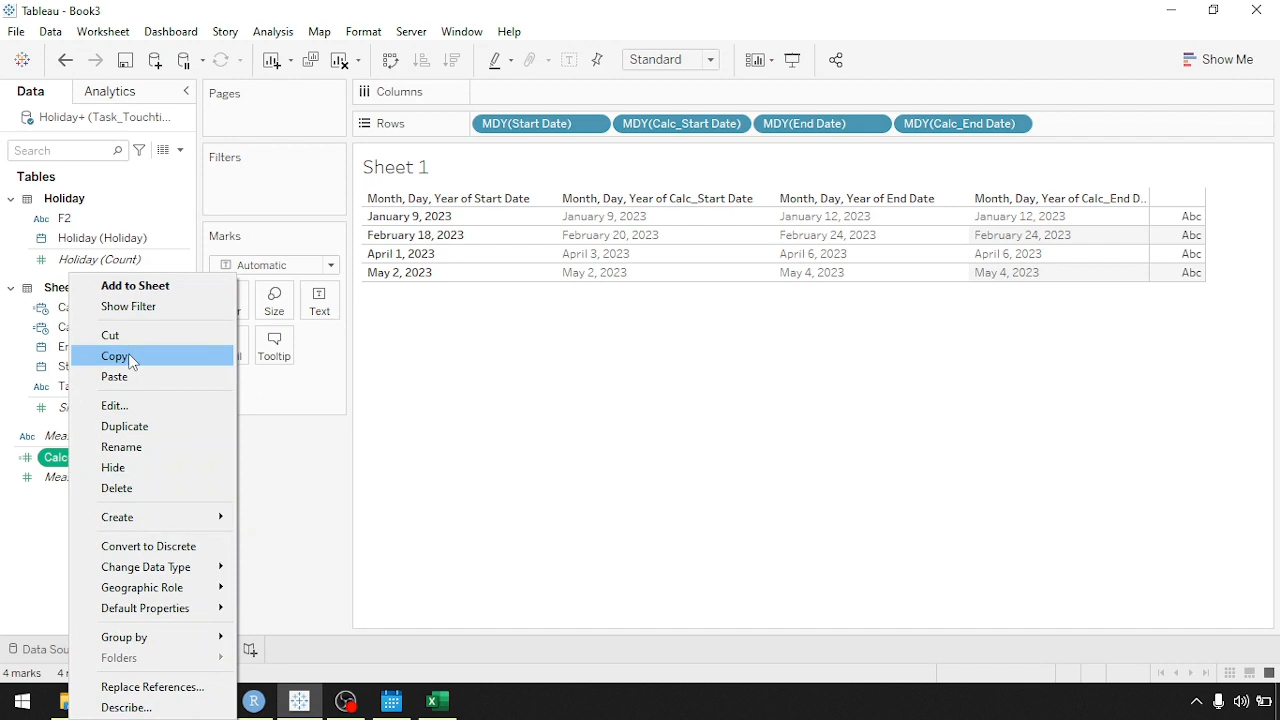 Tableau - Book3
File Data Worksheet Dashboard Story Analysis Map Format Server Window Help
Standard
Show Me
Data Analytics
Pages
Columns
Holiday+ (Task_Touchti...
Rows MDY(Start Date) MDY(Calc_Start Date) MDY(End Date) MDY(Calc_End Date)
Search
Filters
Tables
Sheet 1
Holiday
Month, Day, Year of Start Date Month, Day, Year of Calc_Start Date Month, Day, Year of End Date Month, Day, Year of Calc_End D..
Abc F2
January 9, 2023 January 9, 2023 January 12, 2023 January 12, 2023 Abc
Marks
Holiday (Holiday)
February 18, 2023 February 20, 2023 February 24, 2023 February 24, 2023 Abc
# Holiday (Count)
April 1, 2023 April 3, 2023 April 6, 2023 April 6, 2023 Abc
Automatic
May 2, 2023 May 2, 2023 May 4, 2023 May 4, 2023 Abc
Size Text
Tooltip
Abc
Abc
Calc
Add to Sheet
Show Filter
Cut
Copy
Paste
Edit...
Duplicate
Rename
Hide
Delete
Create
Convert to Discrete
Change Data Type
Geographic Role
Default Properties
Group by
Folders
Replace References...
Describe...
Data Sou
4 marks
R